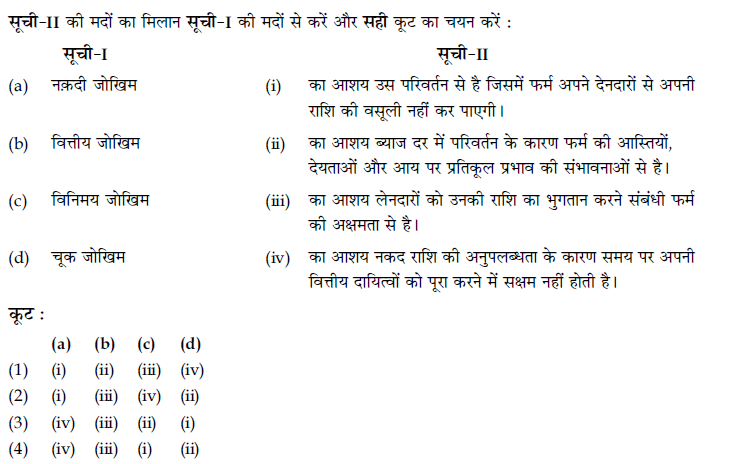 सूची-II की मदों का मिलान सूची-I की मदों से करें और सही कूट का चयन करें :
सूची-I सूची-II
(a) नक़दी जोखिम (i) का आशय उस परिवर्तन से है जिसमें फर्म अपने देनदारों से अपनी
राशि की वसूली नहीं कर पाएगी।
(b) वित्तीय जोखिम (ii) का आशय ब्याज दर में परिवर्तन के कारण फर्म की आस्तियों,
देयताओं और आय पर प्रतिकूल प्रभाव की संभावनाओं से है।
(c) विनिमय जोखिम (iii) का आशय लेनदारों को उनकी राशि का भुगतान करने संबंधी फर्म
की अक्षमता से है।
(d) चूक जोखिम (iv) का आशय नकद राशि की अनुपलब्धता के कारण समय पर अपनी
वित्तीय दायित्वों को पूरा करने में सक्षम नहीं होती है।
कूट :
(a) (b) (c) (d)
(1) (i) (ii) (iii) (iv)
(2) (i) (iii) (iv) (ii)
(3) (iv) (iii) (ii) (i)
(4) (iv) (iii) (i) (ii)